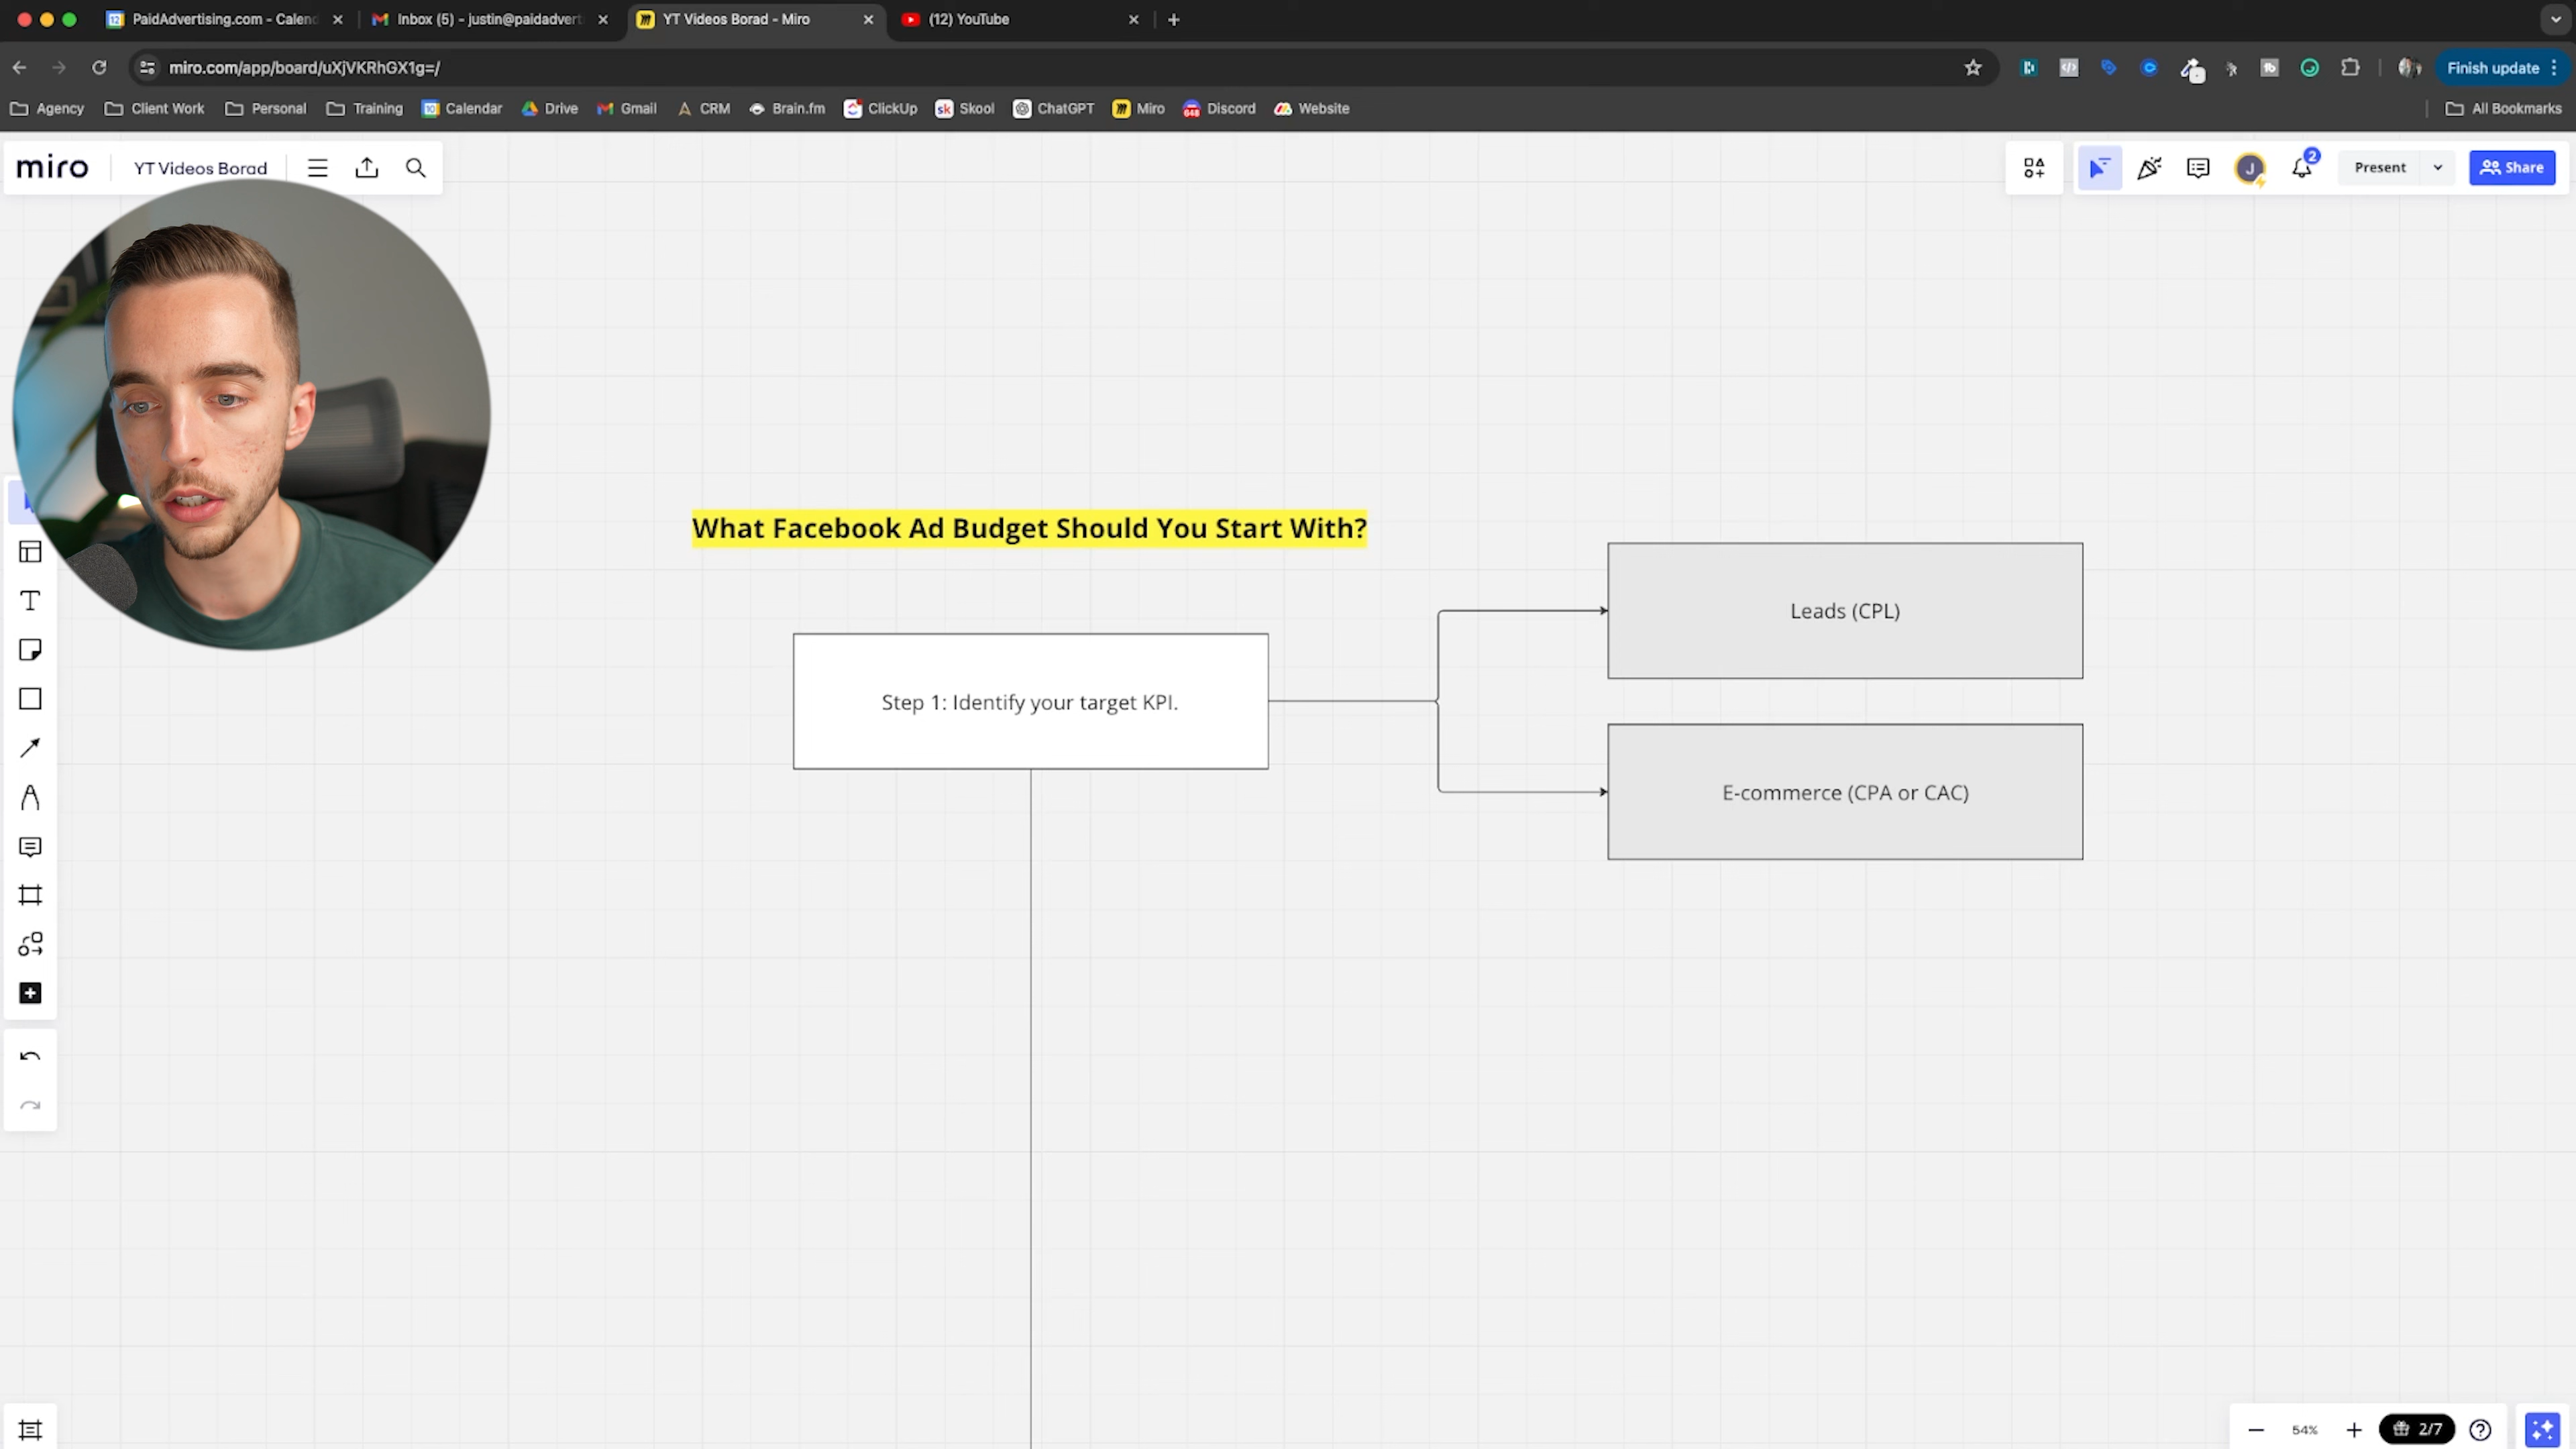 PaidAdvertising.com - Calend
Inbox (5) - justin@paidadvert
YT Videos Borad - Miro
(12) YouTube
miro.com/app/board/uXjVKRhGX1g=/
Finish update
Agency
Client Work
Personal
Training
Calendar
Drive
Gmail
CRM
Brain.fm
ClickUp
Skool
ChatGPT
Miro
Discord
Website
All Bookmarks
miro
YT Videos Borad
J
2
Present
Share
What Facebook Ad Budget Should You Start With?
Step 1: Identify your target KPI.
Leads (CPL)
E-commerce (CPA or CAC)
54%
2/7